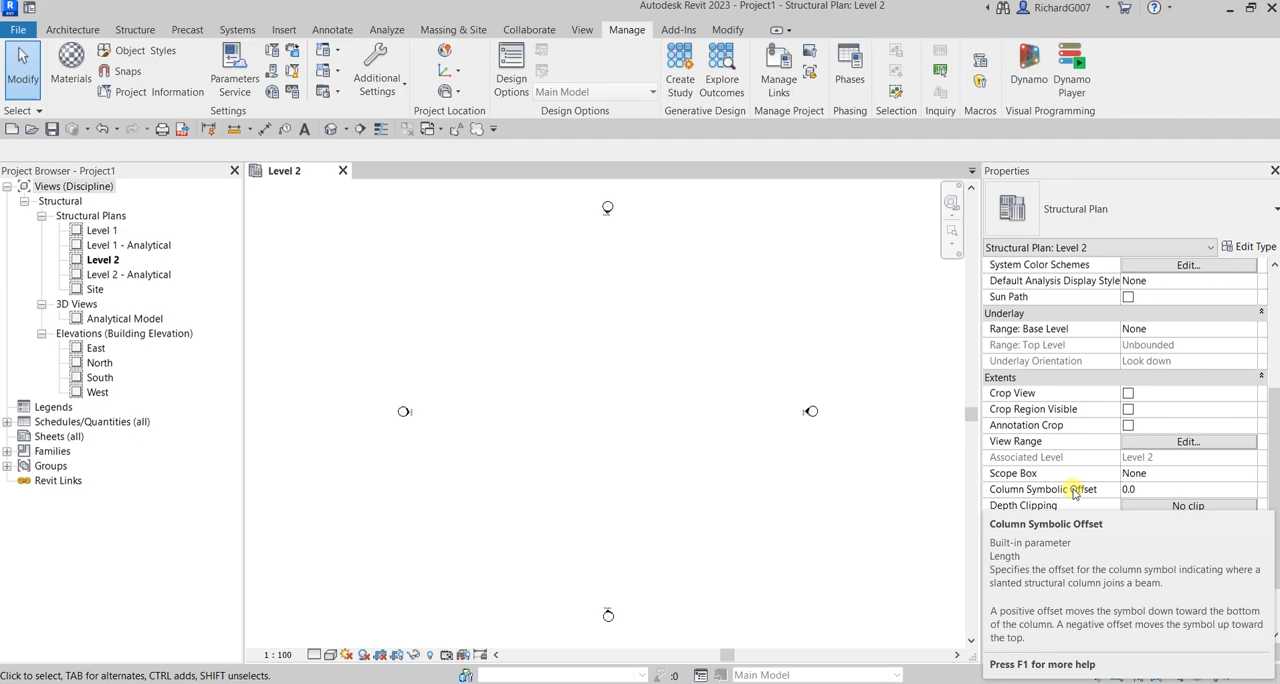 Autodesk Revit 2023 - Project1 - Structural Plan: Level 2
RichardG007
File Architecture Structure Precast Systems Insert Annotate Analyze Massing & Site Collaborate View Manage Add-Ins Modify
Modify
Materials
Object Styles
Snaps
Project Information
Parameters Service
Additional Settings
Design Options
Main Model
Create Study
Explore Outcomes
Manage Links
Phases
Dynamo
Dynamo Player
Select
Settings
Project Location
Design Options
Generative Design
Manage Project
Phasing
Selection
Inquiry
Macros
Visual Programming
Project Browser - Project1
Views (Discipline)
Structural
Structural Plans
Level 1
Level 1 - Analytical
Level 2
Level 2 - Analytical
Site
3D Views
Analytical Model
Elevations (Building Elevation)
East
North
South
West
Legends
Schedules/Quantities (all)
Sheets (all)
Families
Groups
Revit Links
Level 2
1 : 100
Properties
Structural Plan
Structural Plan: Level 2
Edit Type
System Color Schemes Edit...
Default Analysis Display Style None
Sun Path
Underlay
Range: Base Level None
Range: Top Level Unbounded
Underlay Orientation Look down
Extents
Crop View
Crop Region Visible
Annotation Crop
View Range Edit...
Associated Level Level 2
Scope Box None
Column Symbolic Offset 0.0
Depth Clipping No clip
Column Symbolic Offset
Built-in parameter
Length
Specifies the offset for the column symbol indicating where a
slanted structural column joins a beam.
A positive offset moves the symbol down toward the bottom
of the column. A negative offset moves the symbol up toward
the top.
Press F1 for more help
Click to select, TAB for alternates, CTRL adds, SHIFT unselects.
:0
Main Model